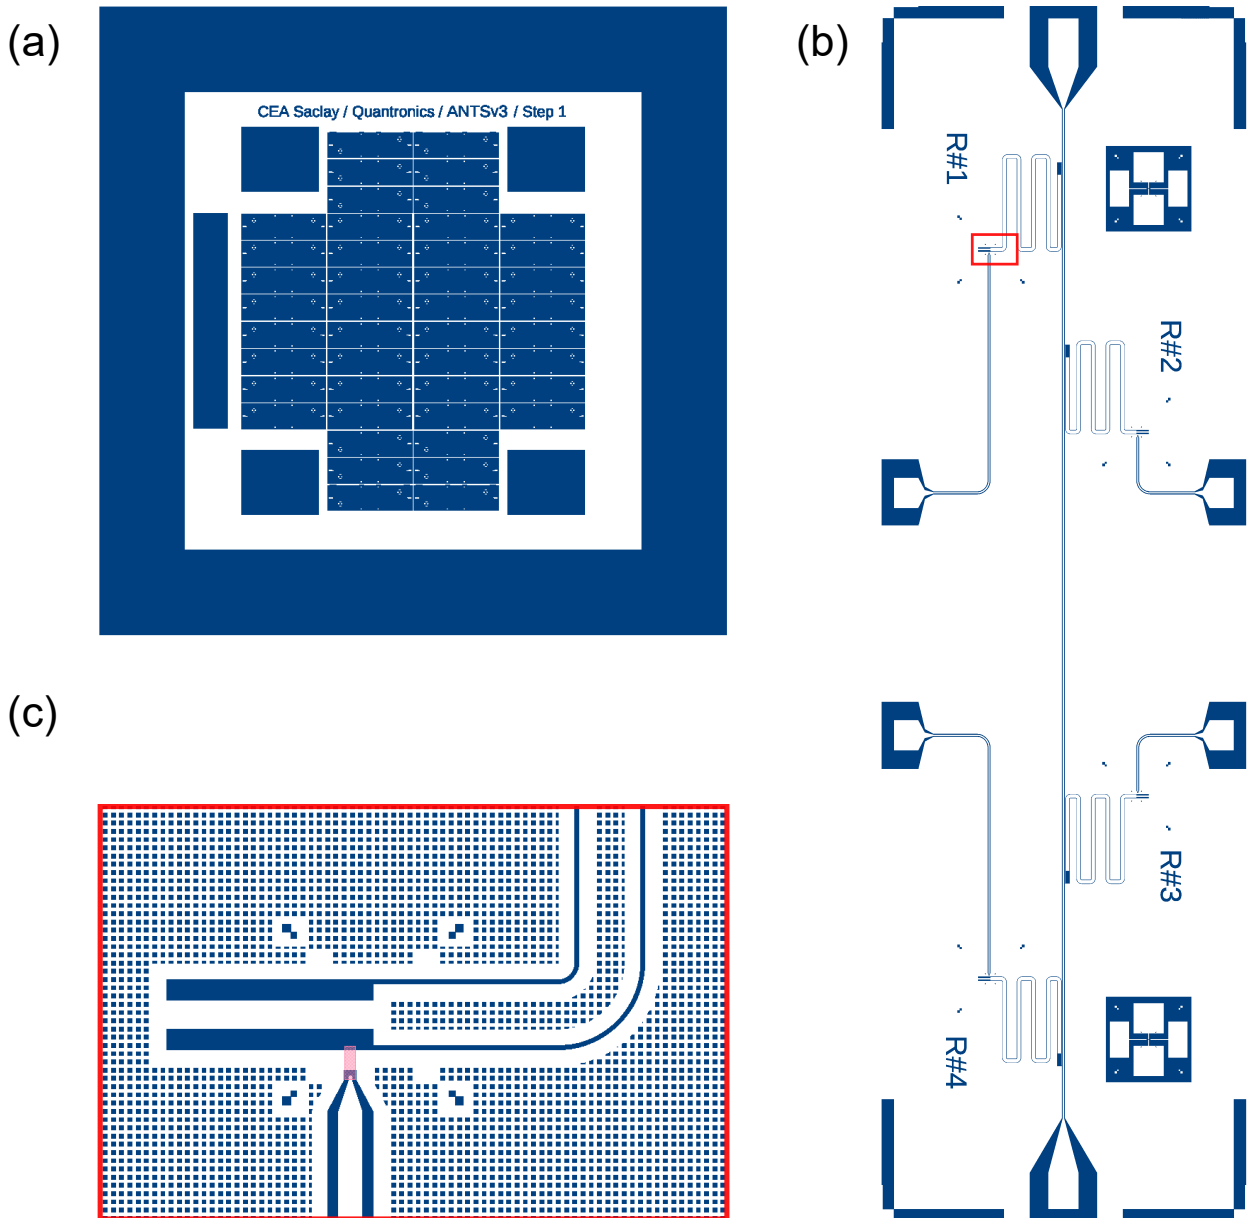 (a)
CEA Saclay / Quantronics / ANTSv3 / Step 1
(b)
R#1
R#2
R#3
R#4
(c)